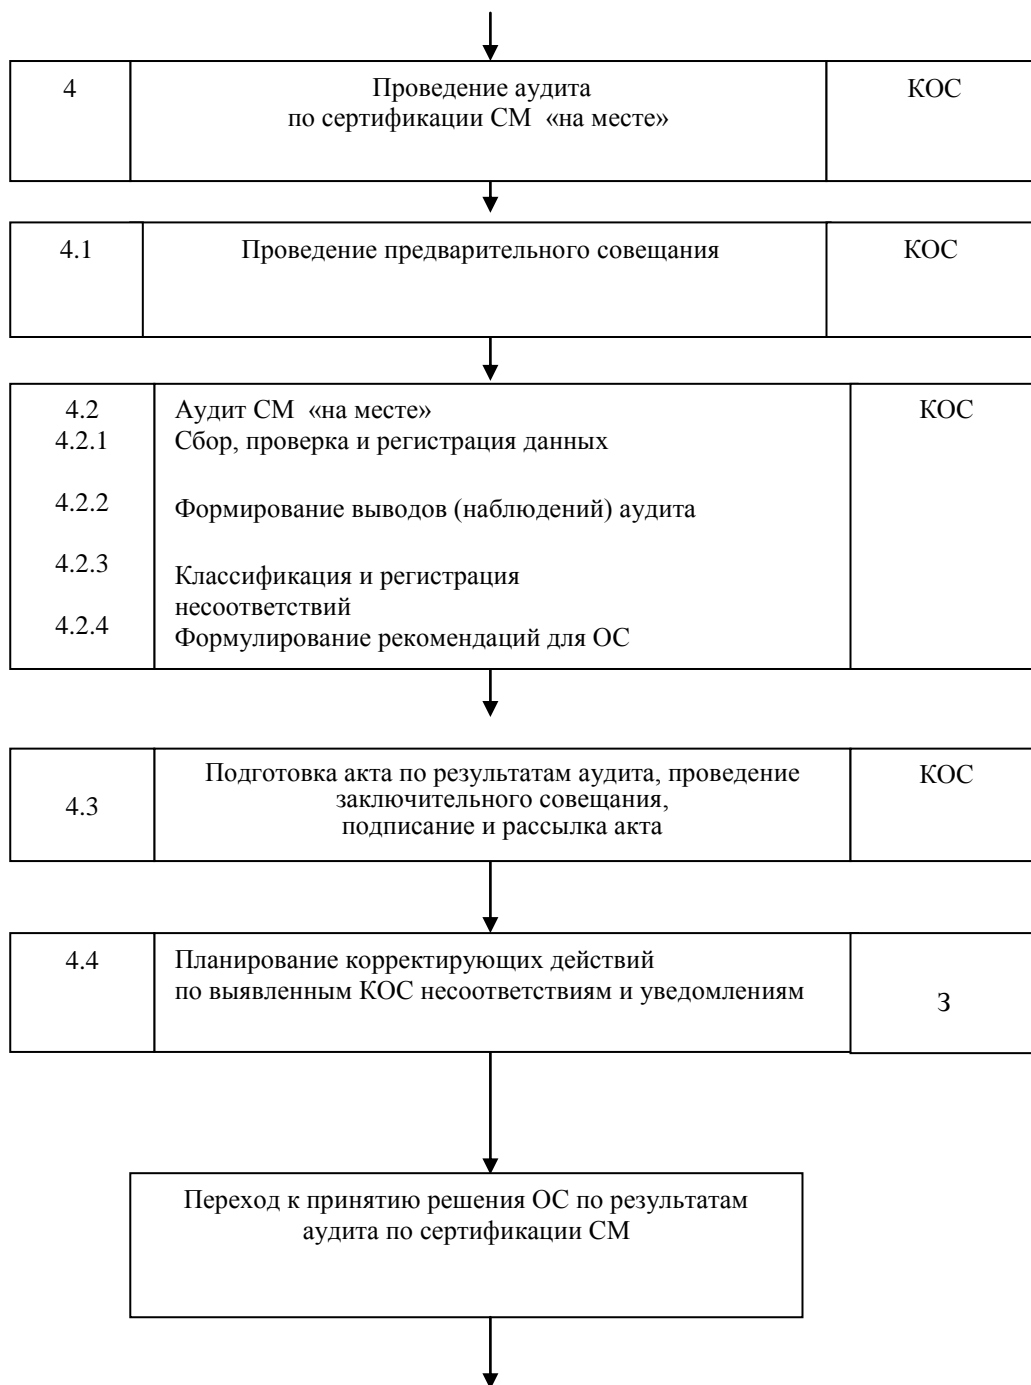 4
Проведение аудита
по сертификации СМ «на месте»
КОС
4.1
Проведение предварительного совещания
КОС
4.2
Аудит СМ «на месте»
КОС
4.2.1
Сбор, проверка и регистрация данных
4.2.2
Формирование выводов (наблюдений) аудита
4.2.3
Классификация и регистрация
несоответствий
4.2.4
Формулирование рекомендаций для ОС
4.3
Подготовка акта по результатам аудита, проведение
заключительного совещания,
подписание и рассылка акта
КОС
4.4
Планирование корректирующих действий
по выявленным КОС несоответствиям и уведомлениям
З
Переход к принятию решения ОС по результатам
аудита по сертификации СМ